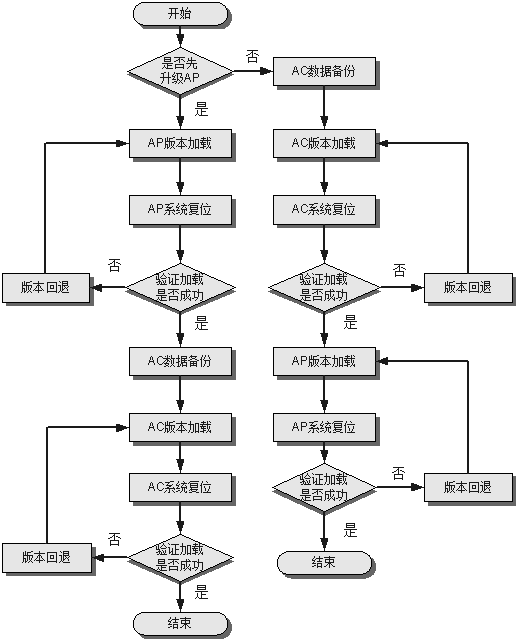 开始
是否先
升级AP
否
是
AC数据备份
AP版本加载
AC版本加载
AP系统复位
AC系统复位
版本回退
否
验证加载
是否成功
是
验证加载
是否成功
否
版本回退
是
AC数据备份
AP版本加载
AC版本加载
AP系统复位
AC系统复位
验证加载
是否成功
否
版本回退
是
版本回退
否
验证加载
是否成功
是
结束
结束